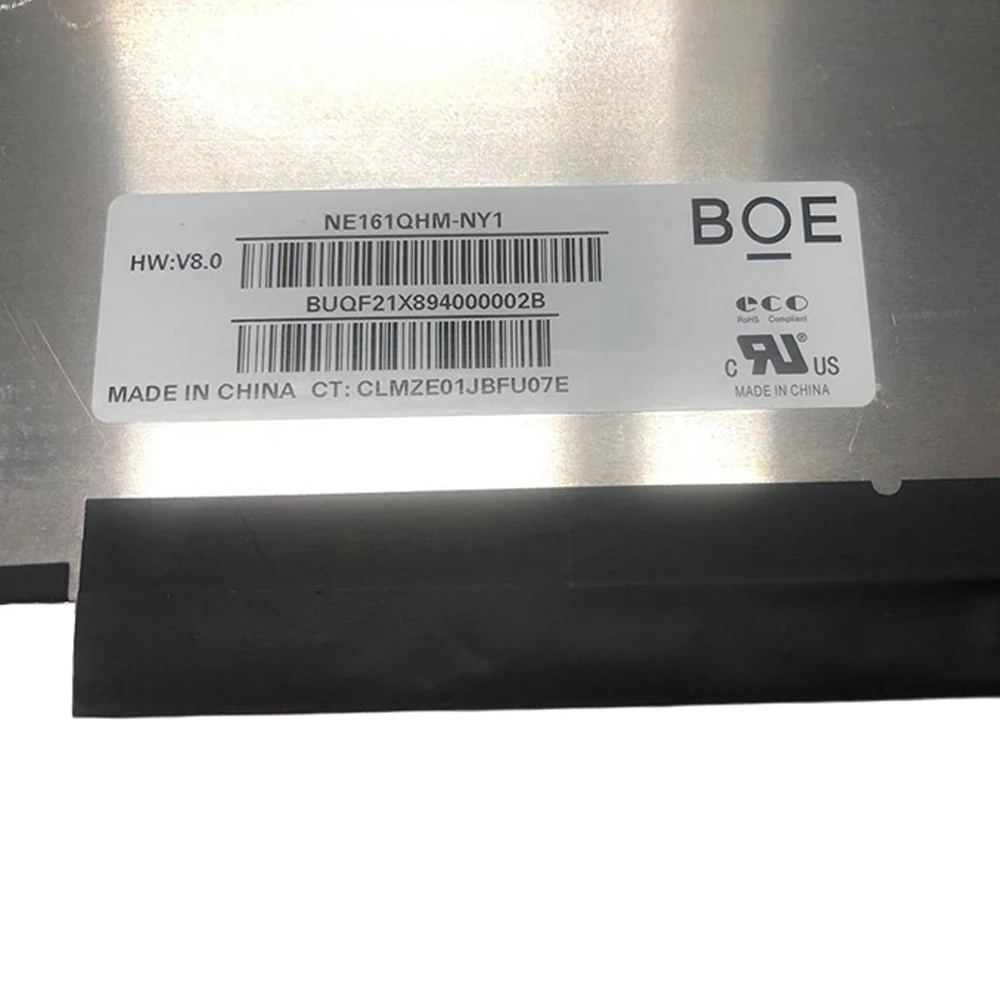 NE161QHM-NY1
BOE
HW:V8.0
BUQF21X894000002B
eco
RoHS Compliant
C UL® US
MADE IN CHINA CT: CLMZE01JBFU07E
MADE IN CHINA